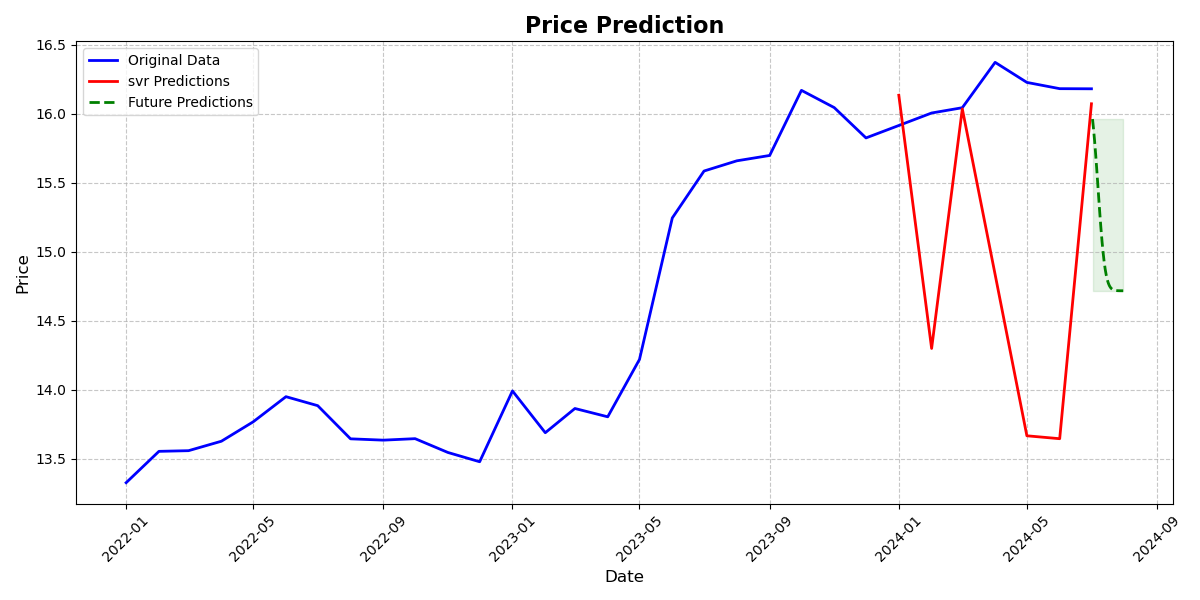 Price Prediction
Original Data
svr Predictions
Future Predictions
Price
16.5
16.0
15.5
15.0
14.5
14.0
13.5
2022-01
2022-05
2022-09
2023-01
2023-05
2023-09
2024-01
2024-05
2024-09
Date